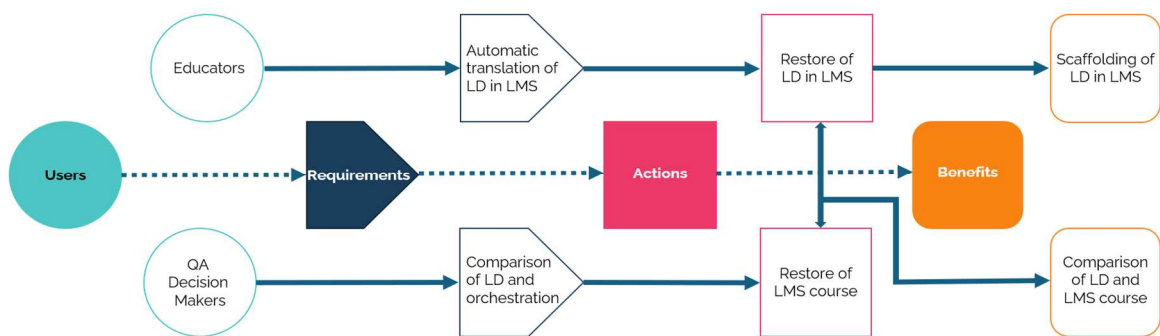 Educators
Automatic
translation of
LD in LMS
Restore of
LD in LMS
Scaffolding of
LD in LMS
Users
Requirements
Actions
Benefits
QA
Decision
Makers
Comparison
of LD and
orchestration
Restore of
LMS course
Comparison
of LD and
LMS course